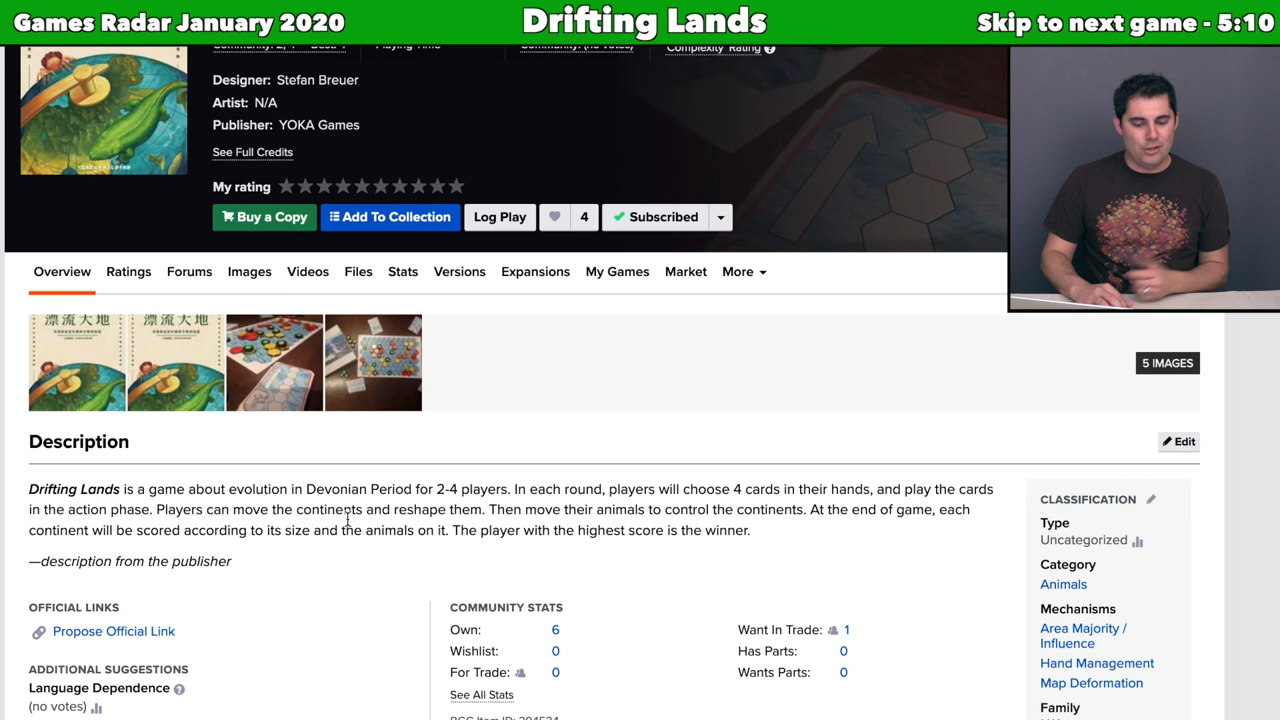 Games Radar January 2020
Drifting Lands
Skip to next game - 5:10
Playing Time
Community: (no votes)
Complexity Rating
Designer: Stefan Breuer
Artist: N/A
Publisher: YOKA Games
See Full Credits
My rating
Buy a Copy
Add To Collection
Log Play
4
Subscribed
Overview
Ratings
Forums
Images
Videos
Files
Stats
Versions
Expansions
My Games
Market
More
漂流大地
漂流大地
5 IMAGES
Description
Edit
Drifting Lands is a game about evolution in Devonian Period for 2-4 players. In each round, players will choose 4 cards in their hands, and play the cards
in the action phase. Players can move the continents and reshape them. Then move their animals to control the continents. At the end of game, each
continent will be scored according to its size and the animals on it. The player with the highest score is the winner.
—description from the publisher
OFFICIAL LINKS
Propose Official Link
ADDITIONAL SUGGESTIONS
Language Dependence
(no votes)
COMMUNITY STATS
Own: 6
Wishlist: 0
For Trade: 0
See All Stats
Want In Trade: 1
Has Parts: 0
Wants Parts: 0
CLASSIFICATION
Type
Uncategorized
Category
Animals
Mechanisms
Area Majority /
Influence
Hand Management
Map Deformation
Family